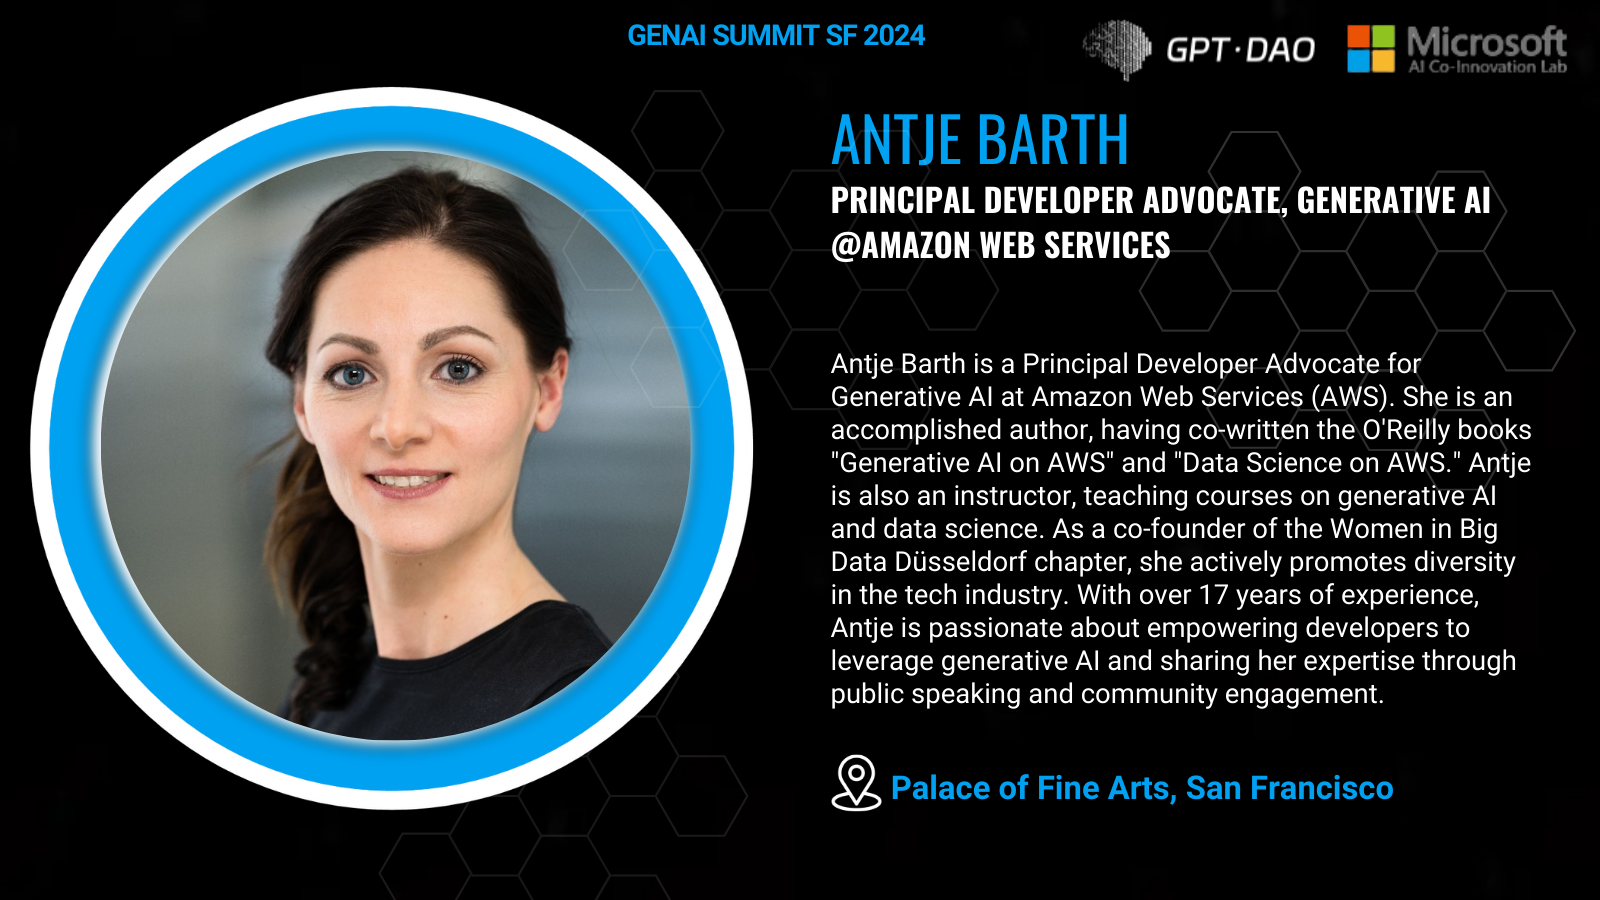 GENAI SUMMIT SF 2024
GPT·DAO
Microsoft
AI Co-Innovation Lab
ANTJE BARTH
PRINCIPAL DEVELOPER ADVOCATE, GENERATIVE AI
@AMAZON WEB SERVICES
Antje Barth is a Principal Developer Advocate for
Generative AI at Amazon Web Services (AWS). She is an
accomplished author, having co-written the O'Reilly books
"Generative AI on AWS" and "Data Science on AWS." Antje
is also an instructor, teaching courses on generative AI
and data science. As a co-founder of the Women in Big
Data Düsseldorf chapter, she actively promotes diversity
in the tech industry. With over 17 years of experience,
Antje is passionate about empowering developers to
leverage generative AI and sharing her expertise through
public speaking and community engagement.
Palace of Fine Arts, San Francisco